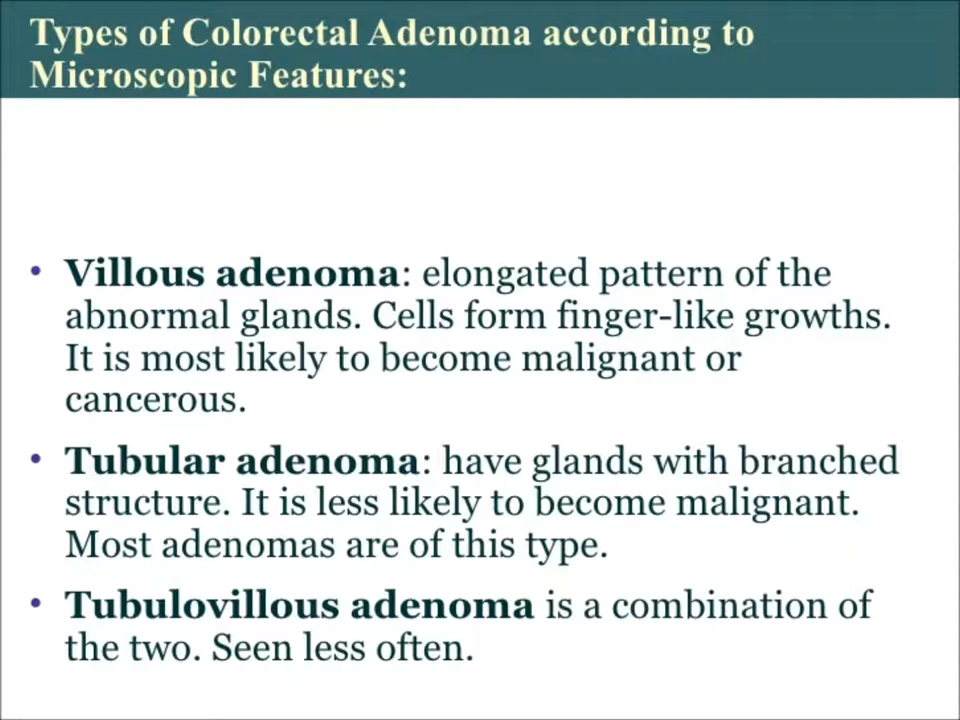 Types of Colorectal Adenoma according to
Microscopic Features:
• Villous adenoma: elongated pattern of the
abnormal glands. Cells form finger-like growths.
It is most likely to become malignant or
cancerous.
• Tubular adenoma: have glands with branched
structure. It is less likely to become malignant.
Most adenomas are of this type.
• Tubulovillous adenoma is a combination of
the two. Seen less often.